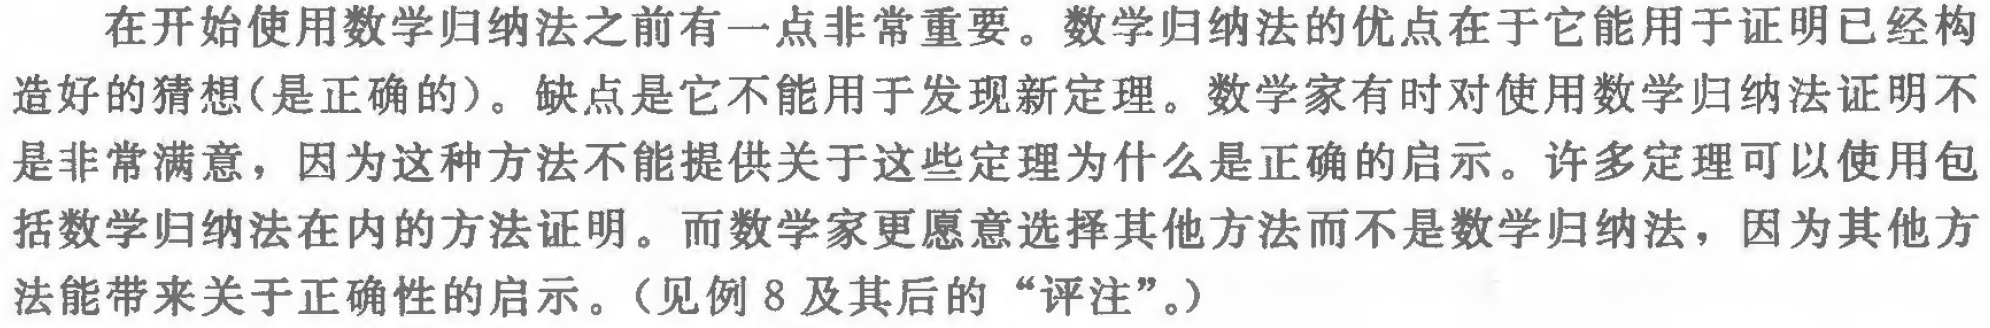 在开始使用数学归纳法之前有一点非常重要。数学归纳法的优点在于它能用于证明已经构
造好的猜想(是正确的)。缺点是它不能用于发现新定理。数学家有时对使用数学归纳法证明不
是非常满意，因为这种方法不能提供关于这些定理为什么是正确的启示。许多定理可以使用包
括数学归纳法在内的方法证明。而数学家更愿意选择其他方法而不是数学归纳法，因为其他方
法能带来关于正确性的启示。(见例 8 及其后的“评注”。)